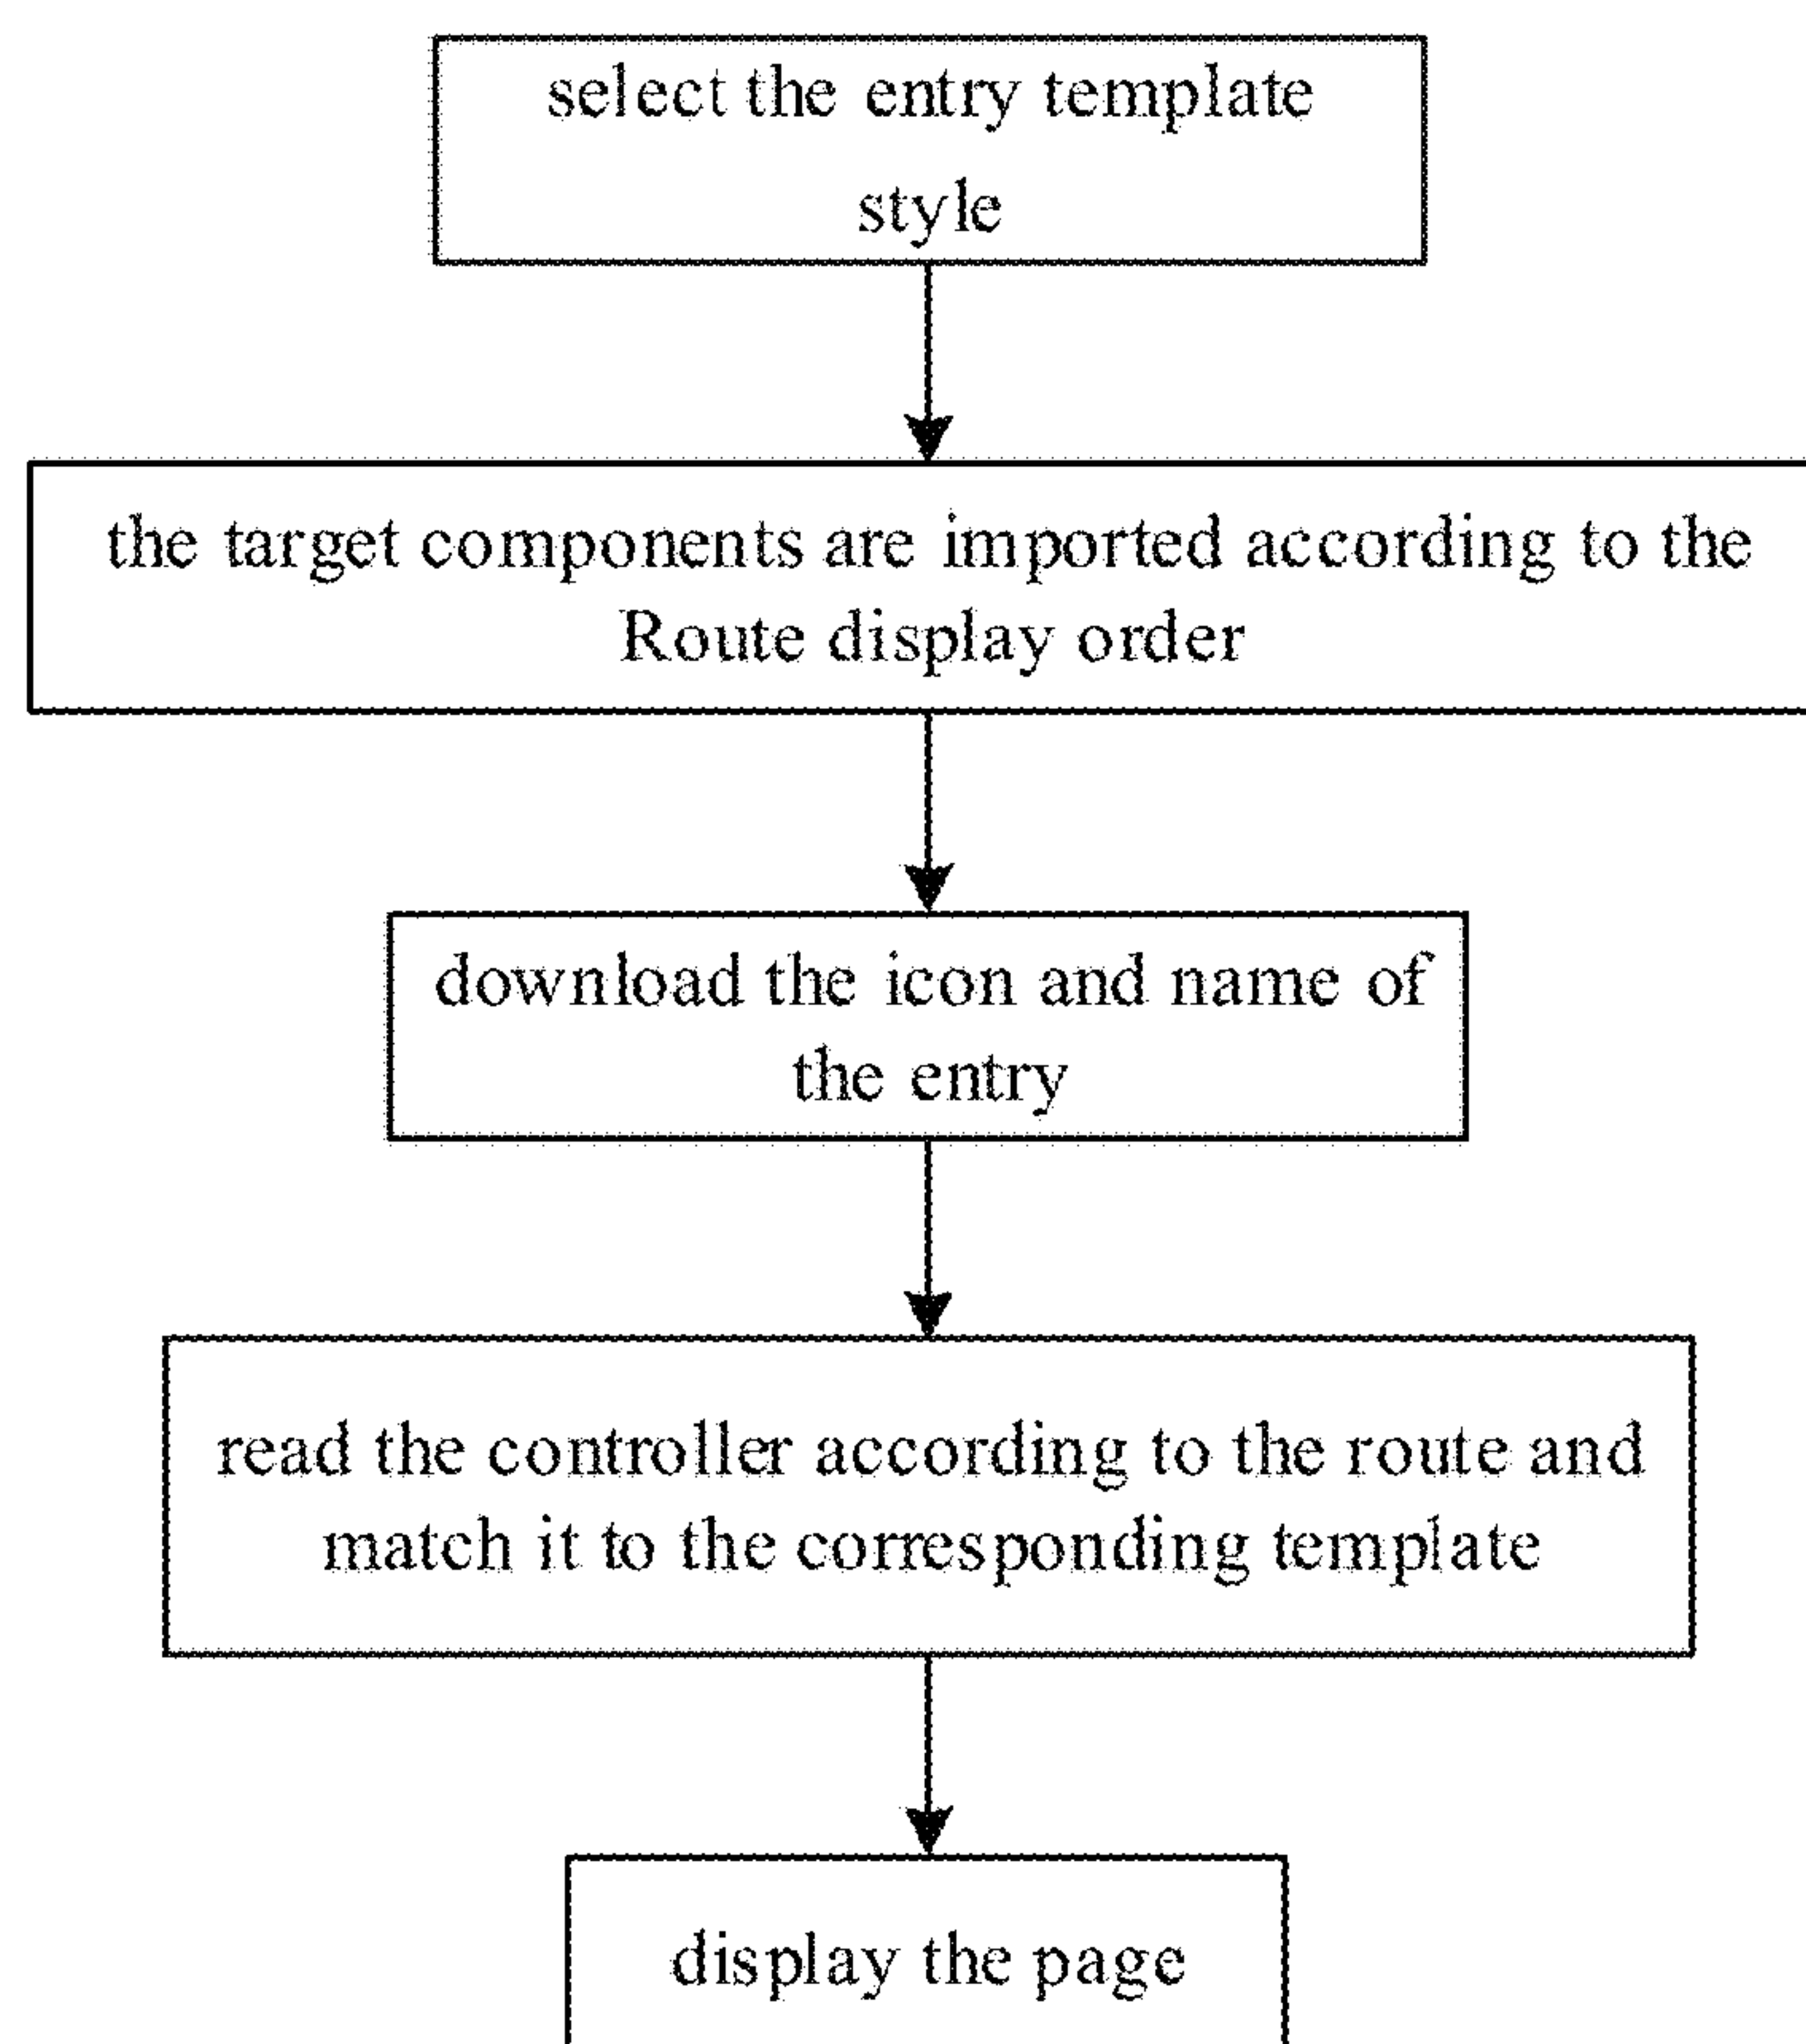 select the entry template
style
the target components are imported according to the
Route display order
download the icon and name of
the entry
read the controller according to the route and
match it to the corresponding template
display the page